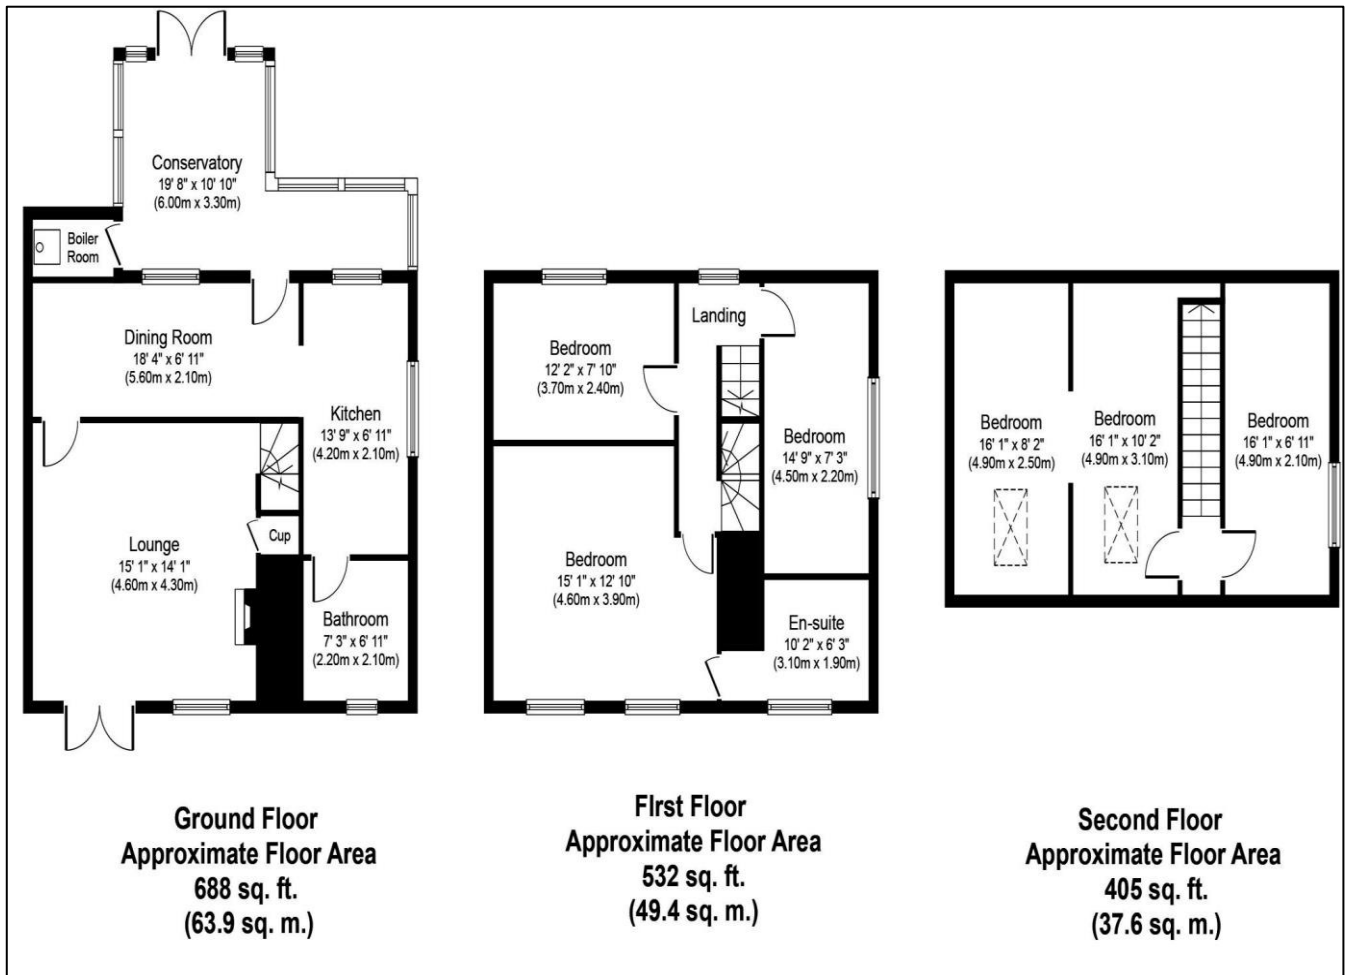 Conservatory
19' 8" x 10' 10"
(6.00m x 3.30m)
Boiler
Room
Dining Room
18' 4" x 6' 11"
(5.60m x 2.10m)
Kitchen
13' 9" x 6' 11"
(4.20m x 2.10m)
Lounge
15' 1" x 14' 1"
(4.60m x 4.30m)
Cup
Bathroom
7' 3" x 6' 11"
(2.20m x 2.10m)
Ground Floor
Approximate Floor Area
688 sq. ft.
(63.9 sq. m.)
Landing
Bedroom
12' 2" x 7' 10"
(3.70m x 2.40m)
Bedroom
14' 9" x 7' 3"
(4.50m x 2.20m)
Bedroom
15' 1" x 12' 10"
(4.60m x 3.90m)
En-suite
10' 2" x 6' 3"
(3.10m x 1.90m)
FIrst Floor
Approximate Floor Area
532 sq. ft.
(49.4 sq. m.)
Bedroom
16' 1" x 8' 2"
(4.90m x 2.50m)
Bedroom
16' 1" x 10' 2"
(4.90m x 3.10m)
Bedroom
16' 1" x 6' 11"
(4.90m x 2.10m)
Second Floor
Approximate Floor Area
405 sq. ft.
(37.6 sq. m.)